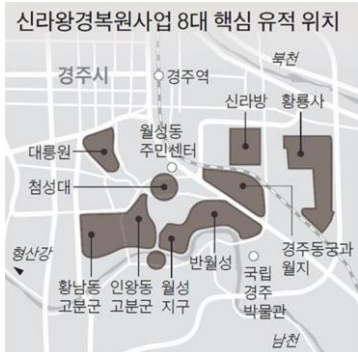 신라왕경복원사업 8대 핵심 유적 위치
북천
경주시
경주역
신라방
황룡사
월성동
주민센터
대릉원
첨성대
형산강
황남동
고분군
인왕동
고분군
월성
지구
반월성
국립
경주
박물관
경주동궁과
월지
남천